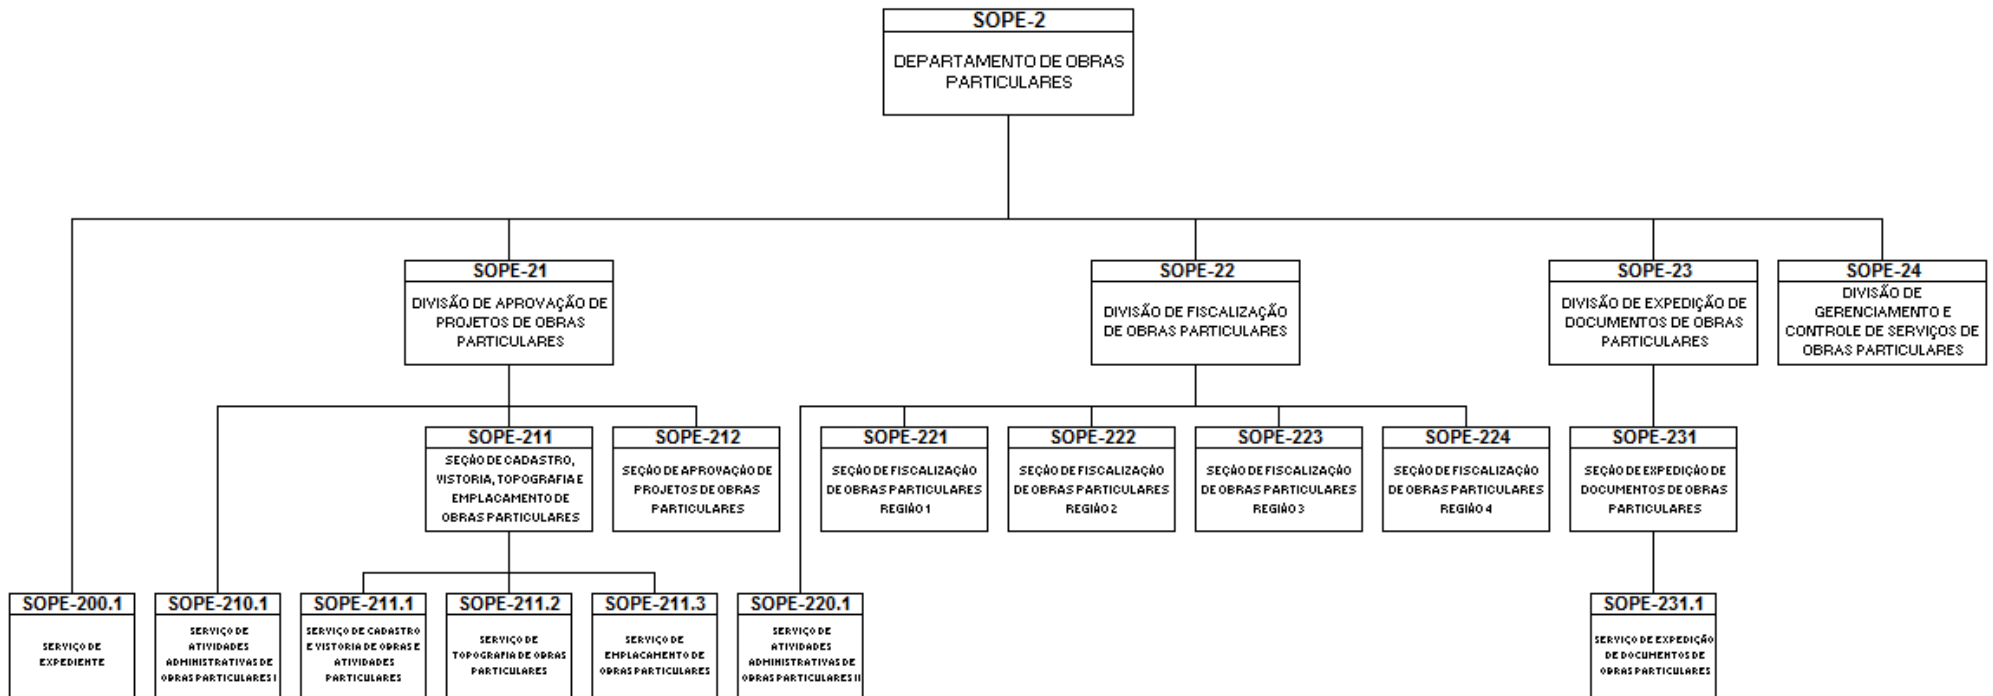 SOPE-2
DEPARTAMENTO DE OBRAS
PARTICULARES
SOPE-21
DIVISÃO DE APROVAÇÃO DE
PROJETOS DE OBRAS
PARTICULARES
SOPE-22
DIVISÃO DE FISCALIZAÇÃO
DE OBRAS PARTICULARES
SOPE-23
DIVISÃO DE EXPEDIÇÃO DE
DOCUMENTOS DE OBRAS
PARTICULARES
SOPE-24
DIVISÃO DE
GERENCIAMENTO E
CONTROLE DE SERVIÇOS DE
OBRAS PARTICULARES
SOPE-211
SEÇÃO DE CADASTRO,
VISTORIA, TOPOGRAFIA E
EMPLACAMENTO DE
OBRAS PARTICULARES
SOPE-212
SEÇÃO DE APROVAÇÃO DE
PROJETOS DE OBRAS
PARTICULARES
SOPE-221
SEÇÃO DE FISCALIZAÇÃO
DE OBRAS PARTICULARES
REGIÃO 1
SOPE-222
SEÇÃO DE FISCALIZAÇÃO
DE OBRAS PARTICULARES
REGIÃO 2
SOPE-223
SEÇÃO DE FISCALIZAÇÃO
DE OBRAS PARTICULARES
REGIÃO 3
SOPE-224
SEÇÃO DE FISCALIZAÇÃO
DE OBRAS PARTICULARES
REGIÃO 4
SOPE-231
SEÇÃO DE EXPEDIÇÃO DE
DOCUMENTOS DE OBRAS
PARTICULARES
SOPE-200.1
SERVIÇO DE
EXPEDIENTE
SOPE-210.1
SERVIÇO DE
ATIVIDADES
ADMINISTRATIVAS DE
OBRAS PARTICULARES I
SOPE-211.1
SERVIÇO DE CADASTRO
E VISTORIA DE OBRAS E
ATIVIDADES
PARTICULARES
SOPE-211.2
SERVIÇO DE
TOPOGRAFIA DE OBRAS
PARTICULARES
SOPE-211.3
SERVIÇO DE
EMPLACAMENTO DE
OBRAS PARTICULARES
SOPE-220.1
SERVIÇO DE
ATIVIDADES
ADMINISTRATIVAS DE
OBRAS PARTICULARES II
SOPE-231.1
SERVIÇO DE EXPEDIÇÃO
DE DOCUMENTOS DE
OBRAS PARTICULARES